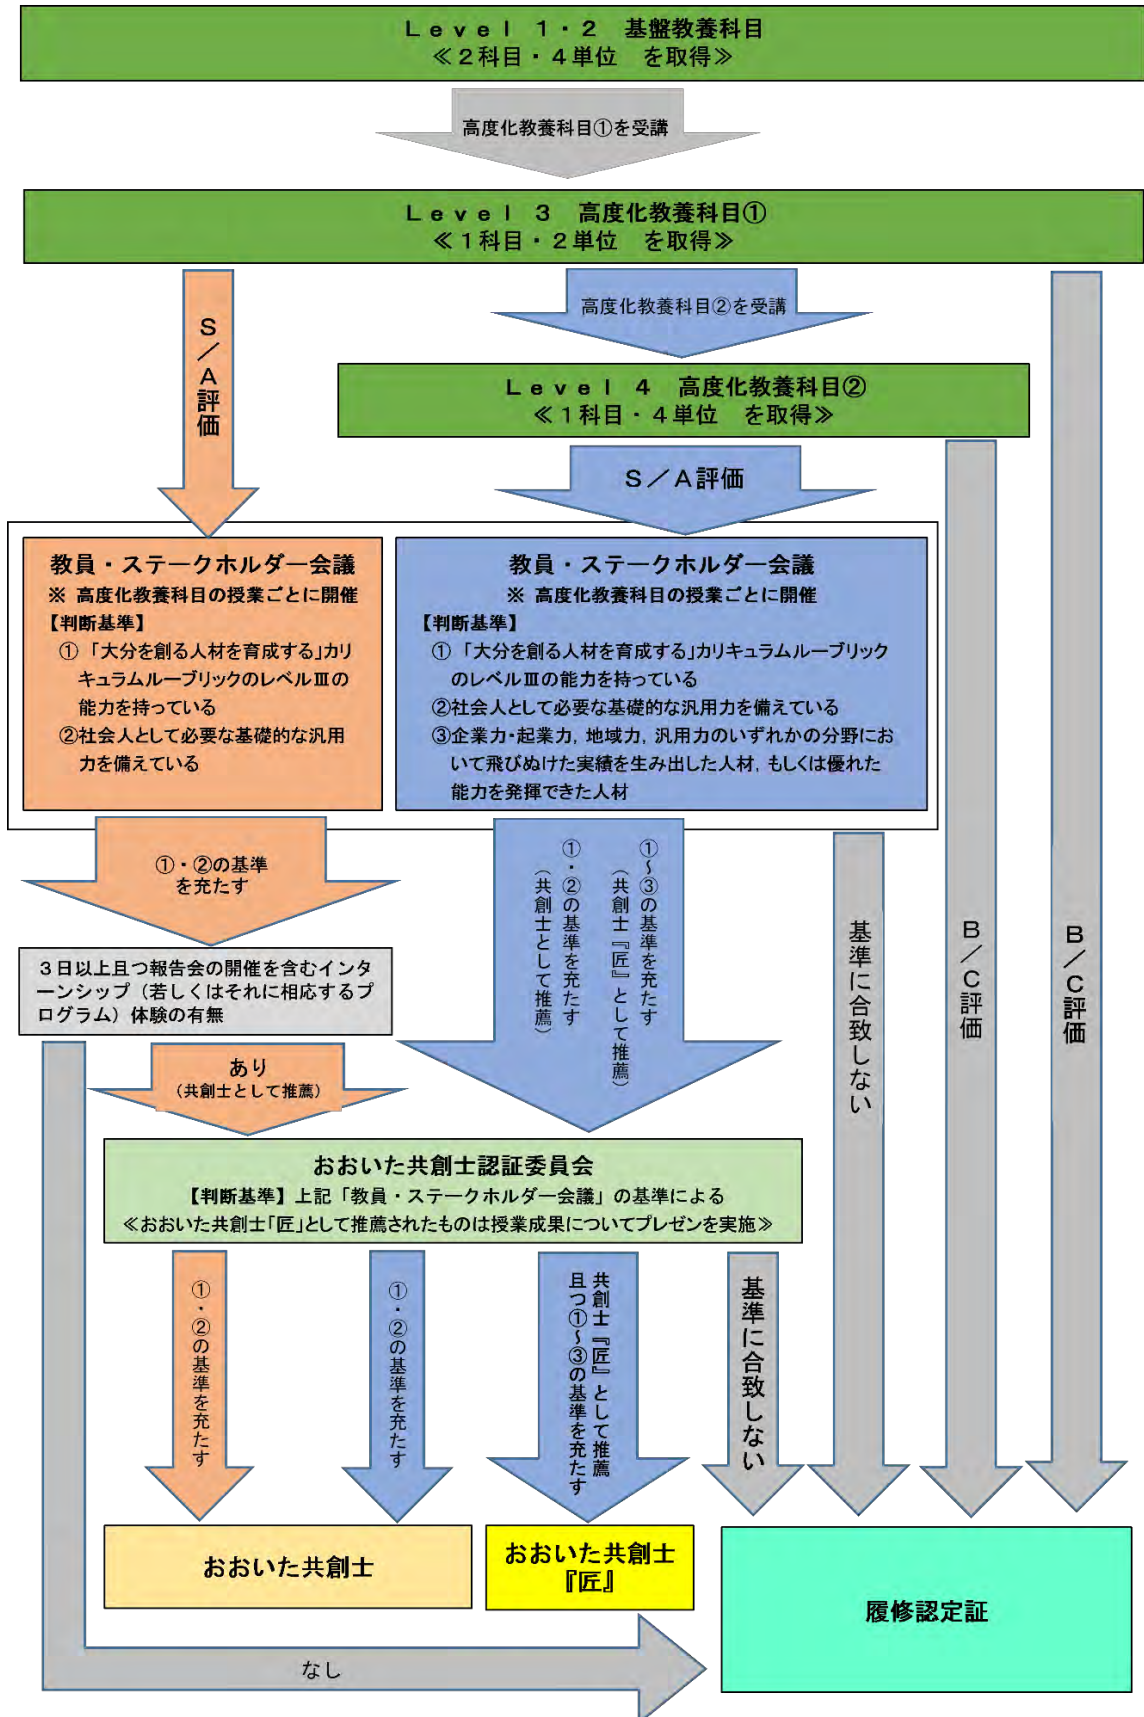 Ｌｅｖｅｌ　１・２　基盤教養科目
≪２科目・４単位　を取得≫
高度化教養科目①を受講
Ｌｅｖｅｌ　３　高度化教養科目①
≪１科目・２単位　を取得≫
Ｓ／Ａ評価
高度化教養科目②を受講
Ｌｅｖｅｌ　４　高度化教養科目②
≪１科目・４単位　を取得≫
Ｓ／Ａ評価
教員・ステークホルダー会議
※ 高度化教養科目の授業ごとに開催
【判断基準】
①「大分を創る人材を育成する」カリ
キュラムルーブリックのレベルⅢの
能力を持っている
②社会人として必要な基礎的な汎用
力を備えている
教員・ステークホルダー会議
※ 高度化教養科目の授業ごとに開催
【判断基準】
①「大分を創る人材を育成する」カリキュラムルーブリック
のレベルⅢの能力を持っている
②社会人として必要な基礎的な汎用力を備えている
③企業力・起業力，地域力，汎用力のいずれかの分野にお
いて飛びぬけた実績を生み出した人材，もしくは優れた
能力を発揮できた人材
①・②の基準
を充たす
①～③の基準を充たす
（共創士『匠』として推薦）
①・②の基準を充たす
（共創士として推薦）
基準に合致しない
Ｂ／Ｃ評価
Ｂ／Ｃ評価
３日以上且つ報告会の開催を含むインタ
ーンシップ（若しくはそれに相応するプ
ログラム）体験の有無
あり
（共創士として推薦）
おおいた共創士認証委員会
【判断基準】上記「教員・ステークホルダー会議」の基準による
≪おおいた共創士「匠」として推薦されたものは授業成果についてプレゼンを実施≫
①・②の基準を充たす
①・②の基準を充たす
共創士『匠』として推薦
且つ①～③の基準を充たす
基準に合致しない
おおいた共創士
おおいた共創士
『匠』
履修認定証
なし